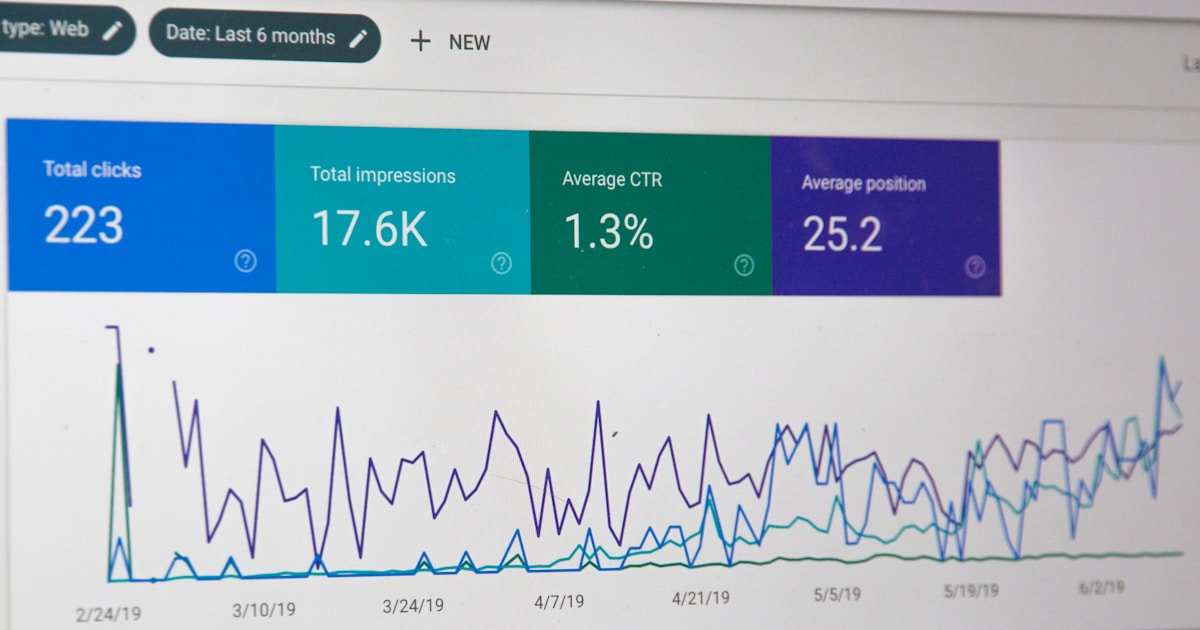 type: Web
Date: Last 6 months
+ NEW
Total clicks
223
Total impressions
17.6K
Average CTR
1.3%
Average position
25.2
2/24/19
3/10/19
3/24/19
4/7/19
4/21/19
5/5/19
5/19/19
6/2/19